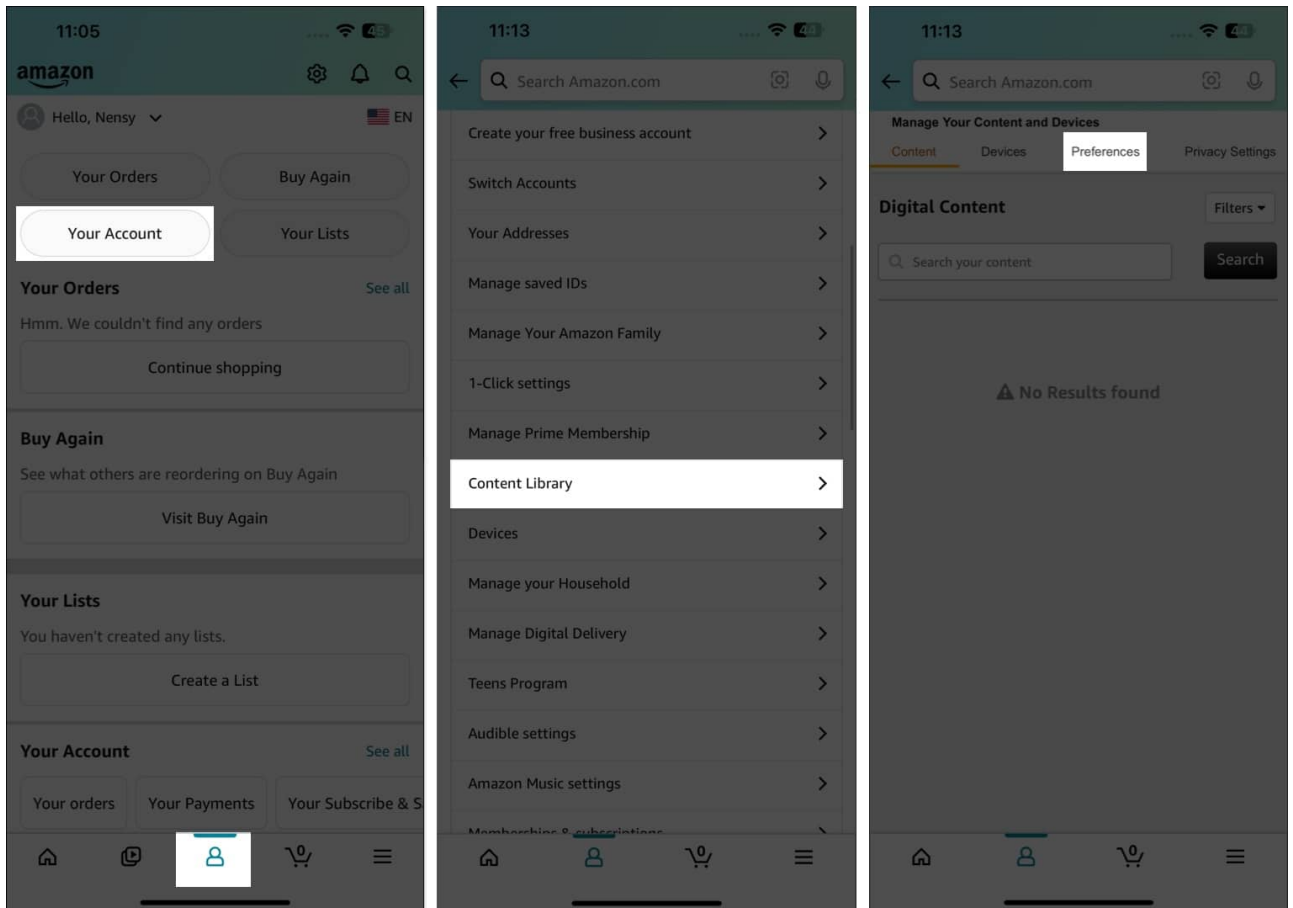 11:05
45
amazon
Hello, Nensy
EN
Your Orders
Buy Again
Your Account
Your Lists
Your Orders
See all
Hmm. We couldn't find any orders
Continue shopping
Buy Again
See what others are reordering on Buy Again
Visit Buy Again
Your Lists
You haven't created any lists.
Create a List
Your Account
See all
Your orders
Your Payments
Your Subscribe & S
0
11:13
44
Search Amazon.com
Create your free business account
Switch Accounts
Your Addresses
Manage saved IDs
Manage Your Amazon Family
1-Click settings
Manage Prime Membership
Content Library
Devices
Manage your Household
Manage Digital Delivery
Teens Program
Audible settings
Amazon Music settings
Memberships & subscriptions
0
11:13
44
Search Amazon.com
Manage Your Content and Devices
Content
Devices
Preferences
Privacy Settings
Digital Content
Filters
Search your content
Search
No Results found
0